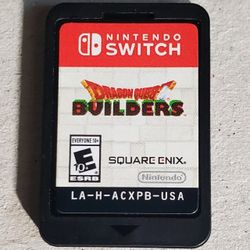 NINTENDO
SWITCH
DRAGON QUEST
BUILDERS
EVERYONE 10+
E
10+
ESRB
SQUARE ENIX
Nintendo
LA-H-ACXPB-USA